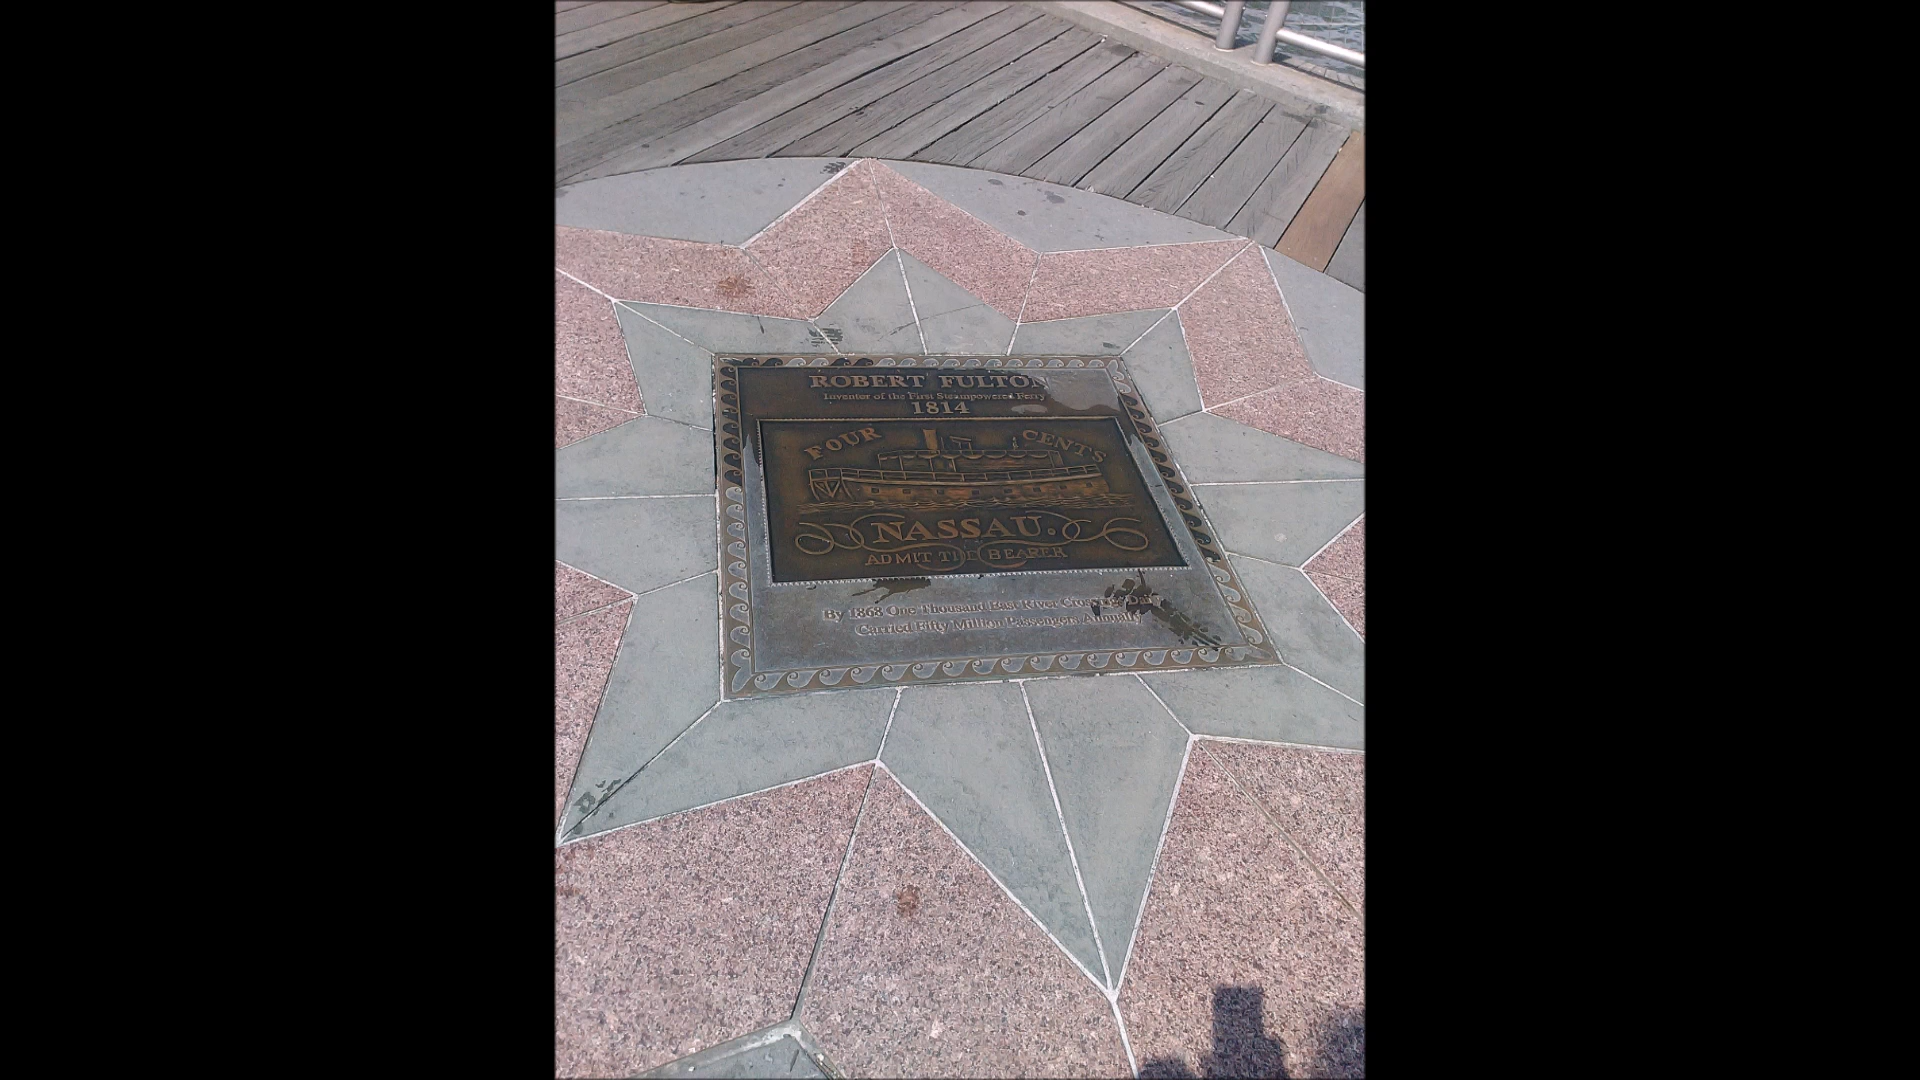 ROBERT FULTON
Inventor of the First Steampowered Ferry
1814
FOUR CENTS
NASSAU.
ADMIT THE BEARER
By 1868 One Thousand East River Crossings Daily
Carried Fifty Million Passengers Annually